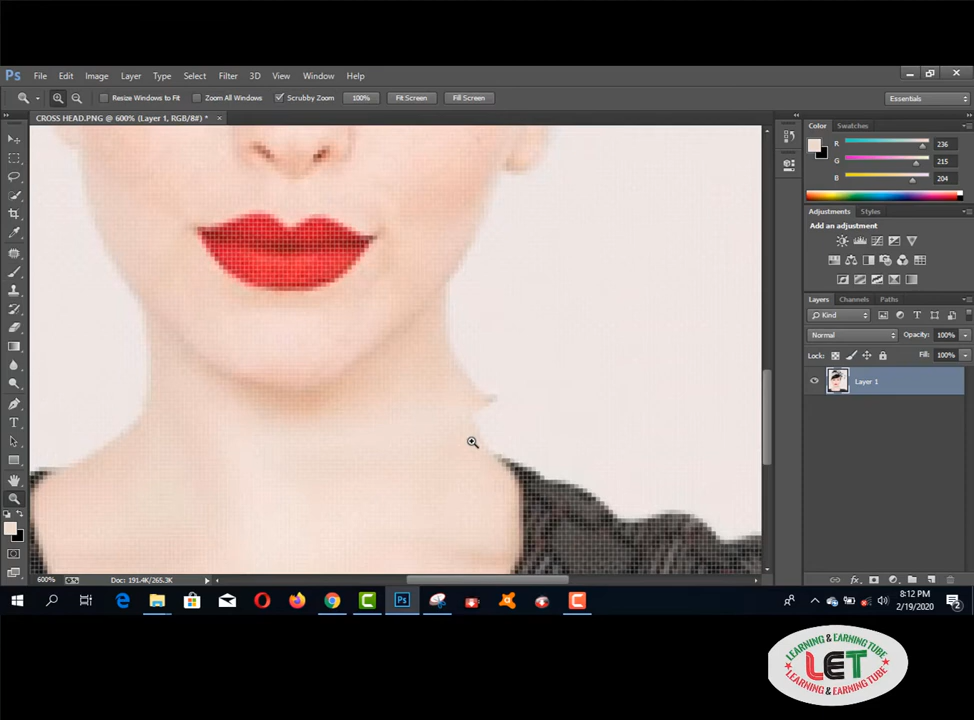 Ps File Edit Image Layer Type Select Filter 3D View Window Help
Resize Windows to Fit Zoom All Windows Scrubby Zoom 100% Fit Screen Fill Screen Essentials
CROSS HEAD.PNG @ 600% (Layer 1, RGB/8#) * ×
Color Swatches
R 236
G 215
B 204
Adjustments Styles
Add an adjustment
Layers Channels Paths
Kind
Normal Opacity: 100%
Lock: Fill: 100%
Layer 1
600% Doc: 191.4K/265.3K
8:12 PM
2/19/2020
2
LEARNING & EARNING TUBE
LET
LEARNING & EARNING TUBE